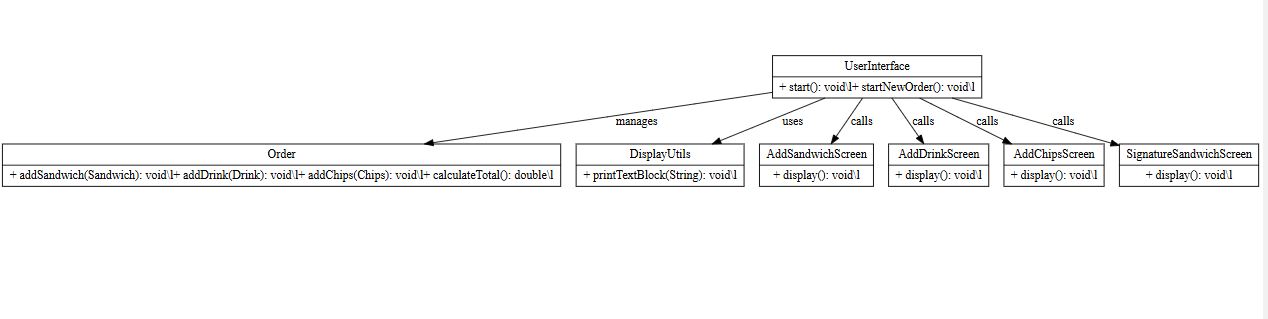 UserInterface
+ start(): void\l+ startNewOrder(): void\l
manages
uses
calls
calls
calls
calls
Order
+ addSandwich(Sandwich): void\l+ addDrink(Drink): void\l+ addChips(Chips): void\l+ calculateTotal(): double\l
DisplayUtils
+ printTextBlock(String): void\l
AddSandwichScreen
+ display(): void\l
AddDrinkScreen
+ display(): void\l
AddChipsScreen
+ display(): void\l
SignatureSandwichScreen
+ display(): void\l